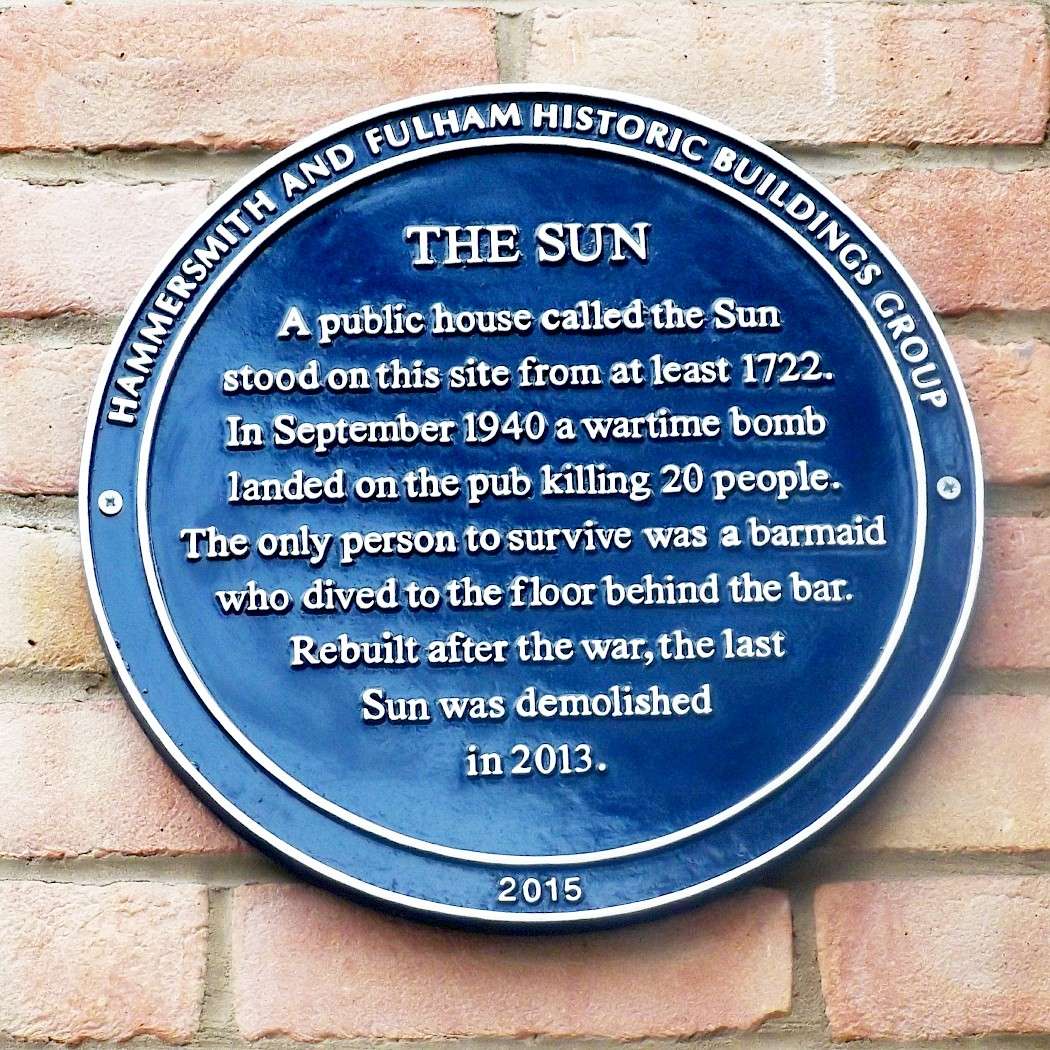 HAMMERSMITH AND FULHAM HISTORIC BUILDINGS GROUP
THE SUN
A public house called the Sun
stood on this site from at least 1722.
In September 1940 a wartime bomb
landed on the pub killing 20 people.
The only person to survive was a barmaid
who dived to the floor behind the bar.
Rebuilt after the war, the last
Sun was demolished
in 2013.
2015